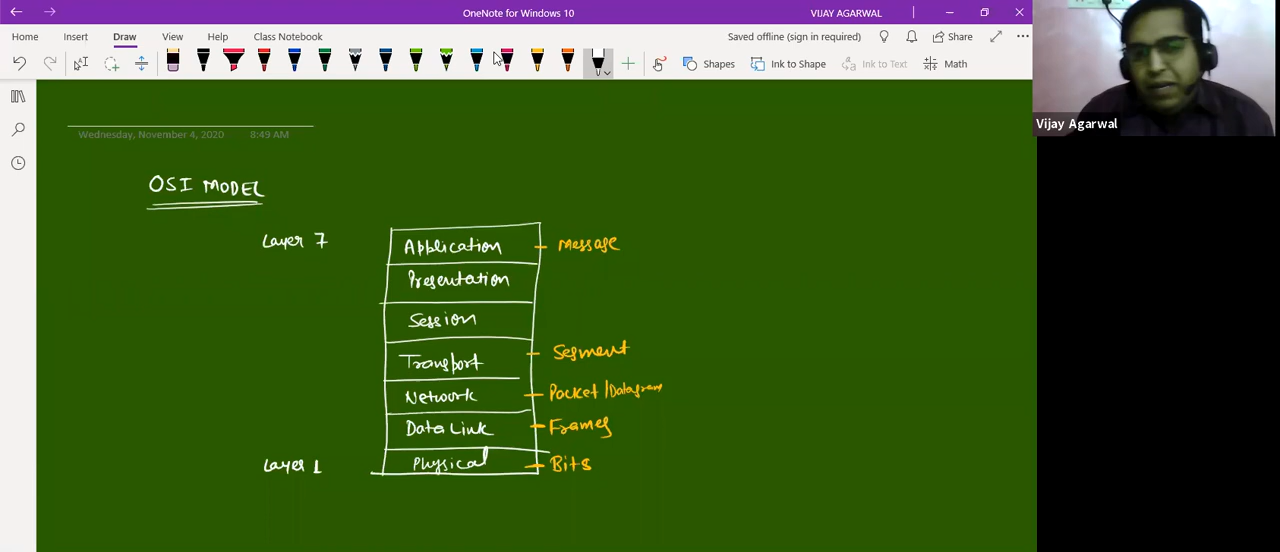 OneNote for Windows 10
VIJAY AGARWAL
Home Insert Draw View Help Class Notebook
Saved offline (sign in required) Share
Shapes Ink to Shape Ink to Text Math
Vijay Agarwal
Wednesday, November 4, 2020 8:49 AM
OSI MODEL
Layer 7 Application - Message
Presentation
Session
Transport - Segment
Network - Packet / Datagram
Data Link - Frames
Layer 1 Physical - Bits